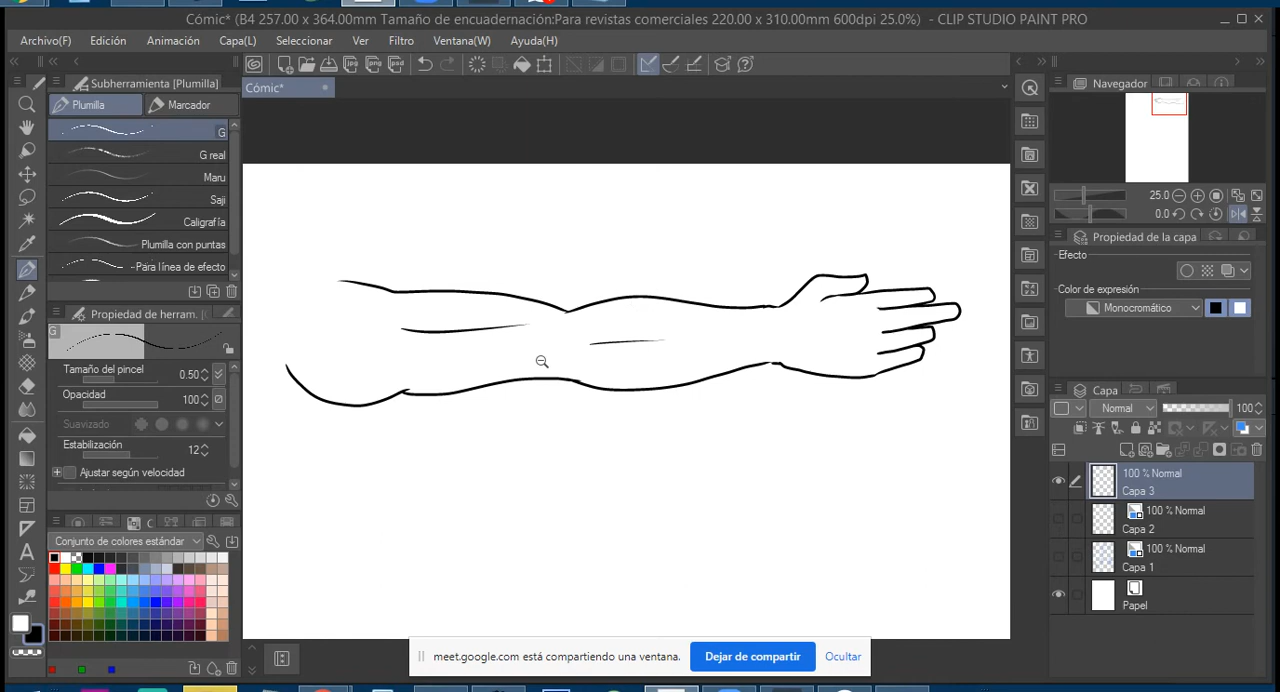 Cómic* (B4 257.00 x 364.00mm Tamaño de encuadernación:Para revistas comerciales 220.00 x 310.00mm 600dpi 25.0%) - CLIP STUDIO PAINT PRO
Archivo(F) Edición Animación Capa(L) Seleccionar Ver Filtro Ventana(W) Ayuda(H)
Subherramienta [Plumilla]
Cómic*
Navegador
Plumilla Marcador
G
G real
Maru
Saji
Caligrafía
Plumilla con puntas
Para línea de efecto
25.0
0.0
Propiedad de la capa
Efecto
Color de expresión
Monocromático
Propiedad de herram. [
G
Tamaño del pincel 0.50
Opacidad 100
Suavizado
Estabilización 12
Ajustar según velocidad
Capa
Normal 100
100 % Normal
Capa 3
100 % Normal
Capa 2
100 % Normal
Capa 1
Papel
C
Conjunto de colores estándar
meet.google.com está compartiendo una ventana. Dejar de compartir Ocultar